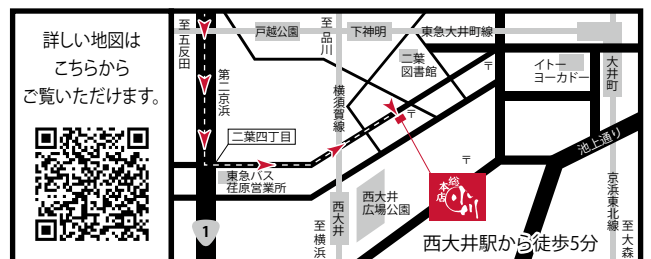 詳しい地図は
こちらから
ご覧いただけます。
至五反田
戸越公園
至品川
下神明
東急大井町線
第二京浜
二葉
図書館
〒
イトー
ヨーカドー
大井町
横須賀線
〒
二葉四丁目
池上通り
東急バス
荏原営業所
〒
総本店
小川
西大井
広場公園
京浜東北線
1
西大井
至横浜
西大井駅から徒歩5分
至大森